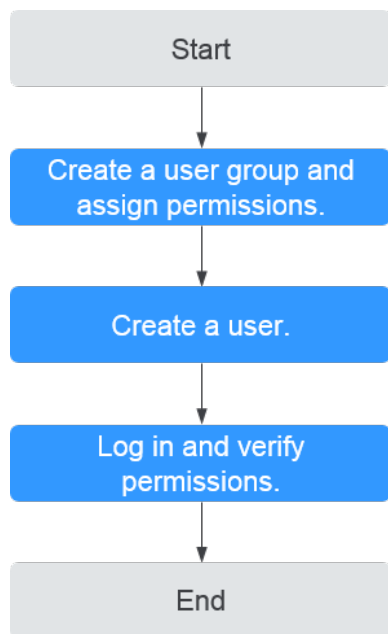 Start
Create a user group and
assign permissions.
Create a user.
Log in and verify
permissions.
End